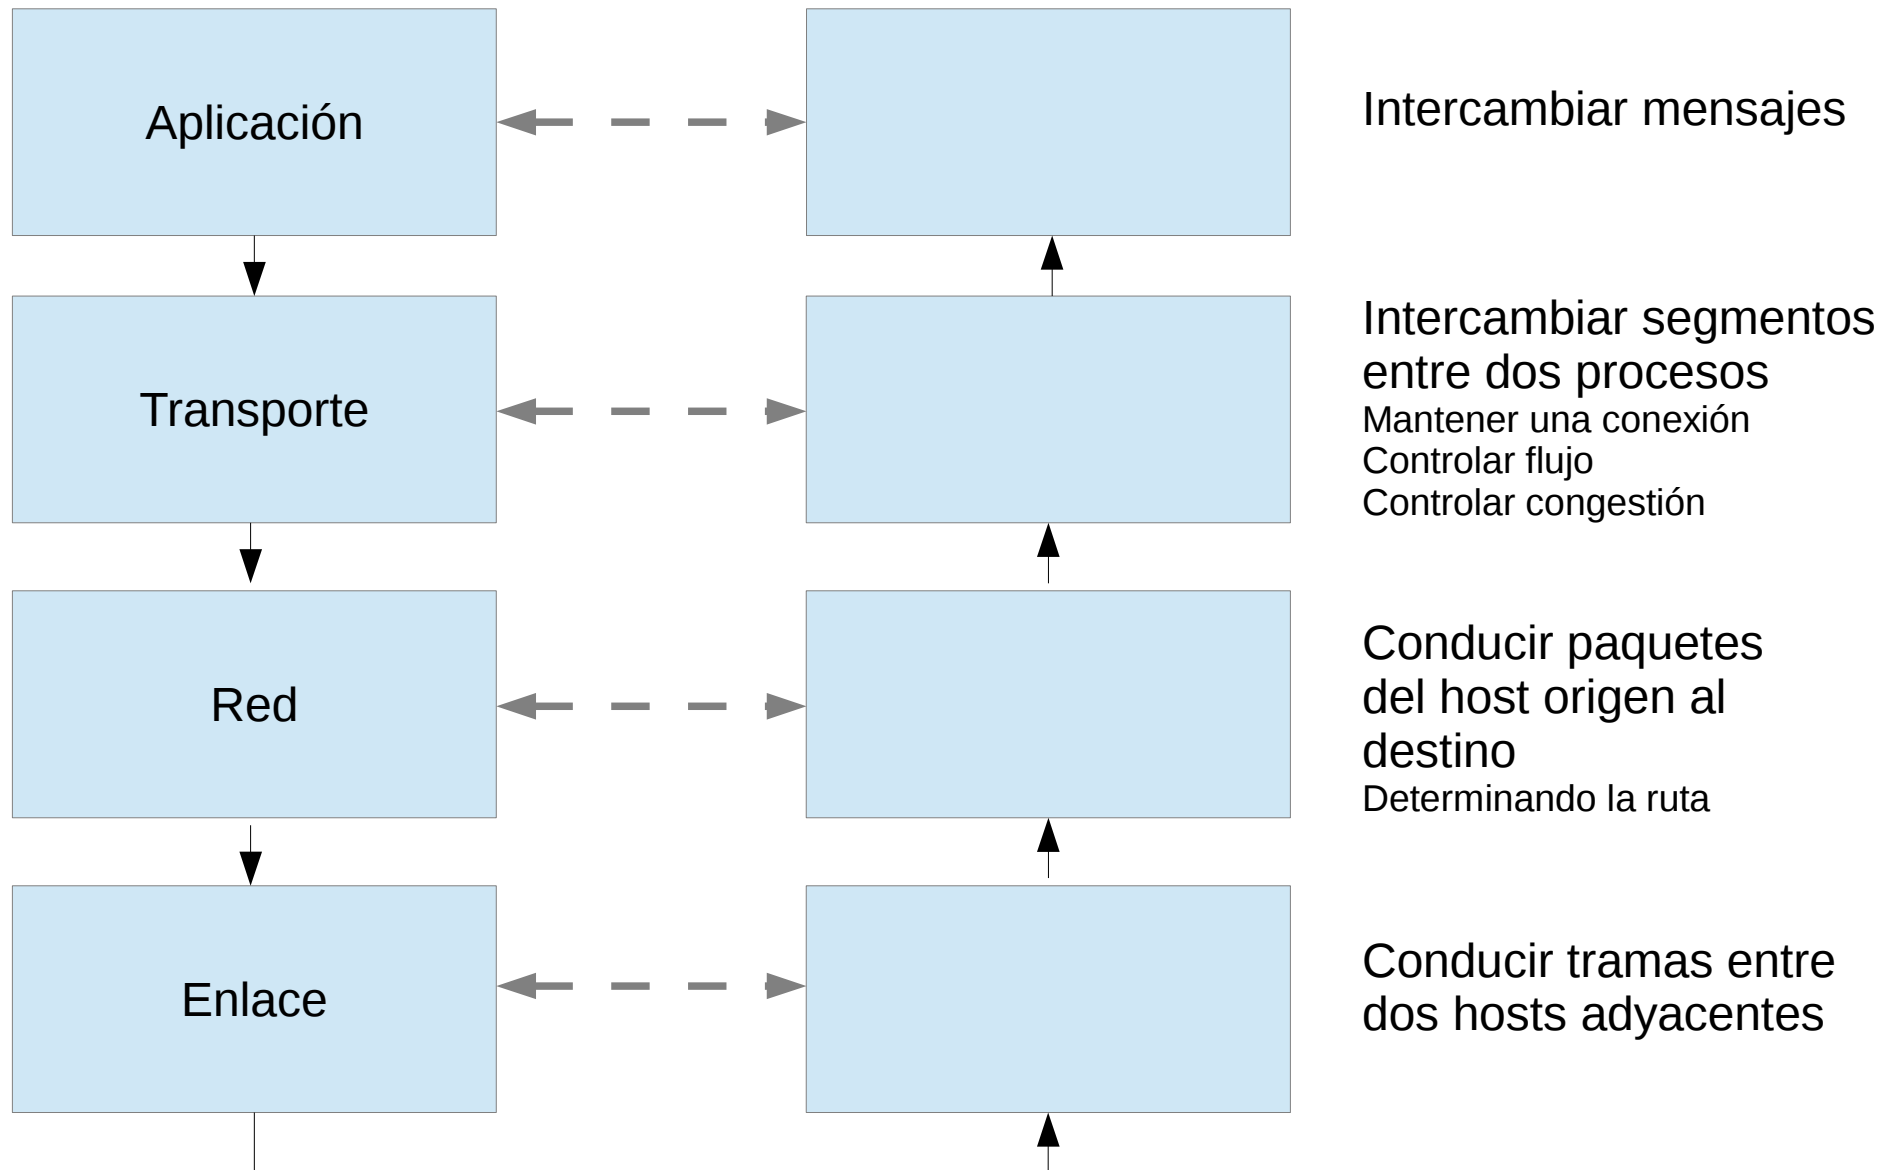 Aplicación
Intercambiar mensajes
Transporte
Intercambiar segmentos
entre dos procesos
Mantener una conexión
Controlar flujo
Controlar congestión
Red
Conducir paquetes
del host origen al
destino
Determinando la ruta
Enlace
Conducir tramas entre
dos hosts adyacentes